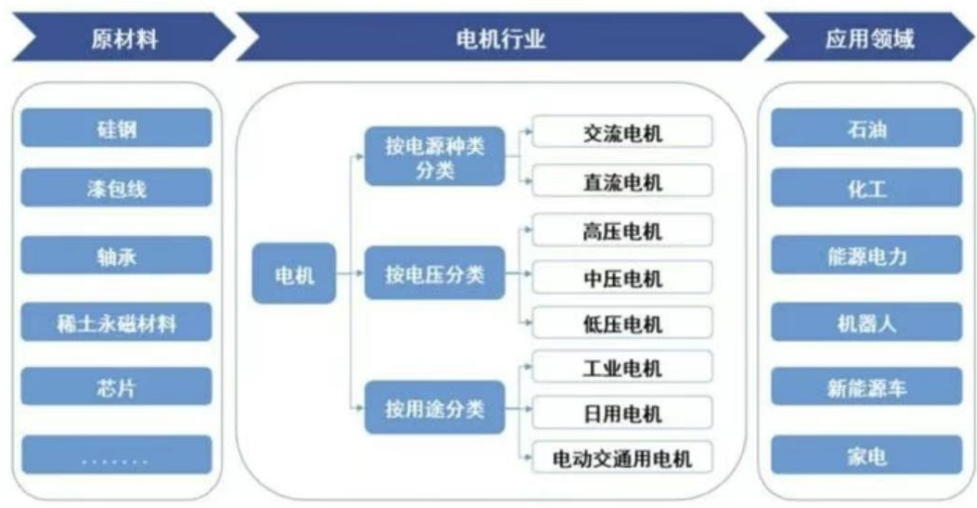 原材料
电机行业
应用领域
硅钢
漆包线
轴承
稀土永磁材料
芯片
.......
电机
按电源种类
分类
交流电机
直流电机
按电压分类
高压电机
中压电机
低压电机
按用途分类
工业电机
日用电机
电动交通用电机
石油
化工
能源电力
机器人
新能源车
家电